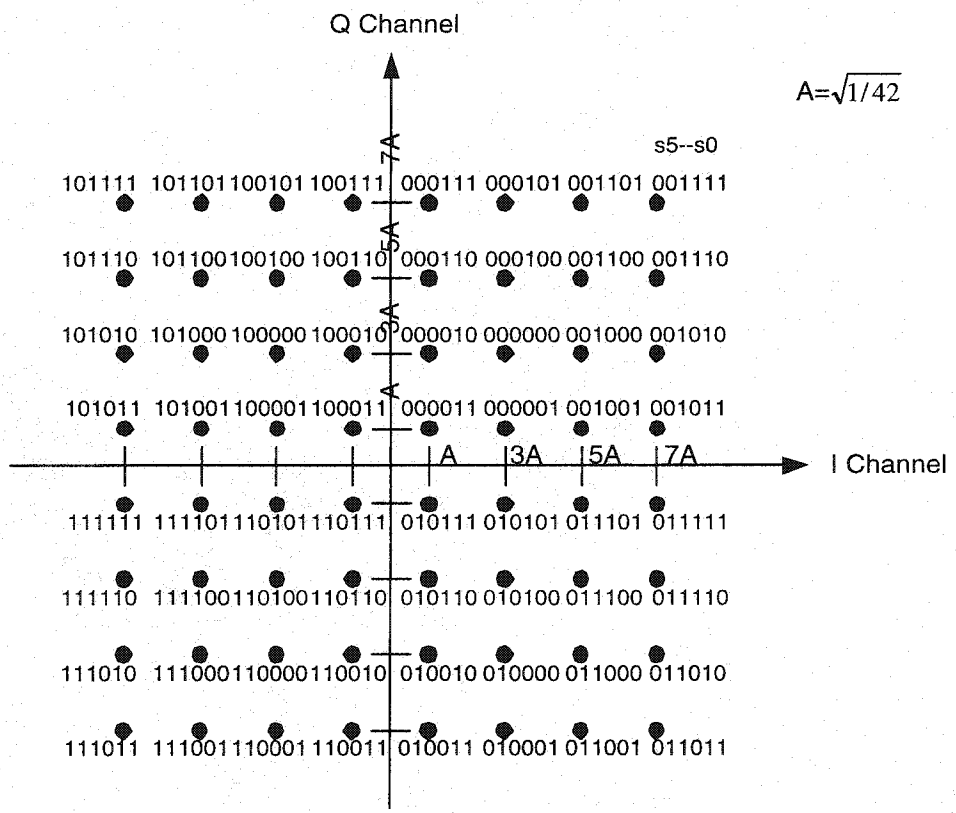 Q Channel
A=√1/42
s5--s0
7A
101111 101101 100101 100111 000111 000101 001101 001111
5A
101110 101100 100100 100110 000110 000100 001100 001110
3A
101010 101000 100000 100010 000010 000000 001000 001010
A
101011 101001 100001 100011 000011 000001 001001 001011
A 3A 5A 7A
I Channel
111111 111101 110101 110111 010111 010101 011101 011111
111110 111100 110100 110110 010110 010100 011100 011110
111010 111000 110000 110010 010010 010000 011000 011010
111011 111001 110001 110011 010011 010001 011001 011011